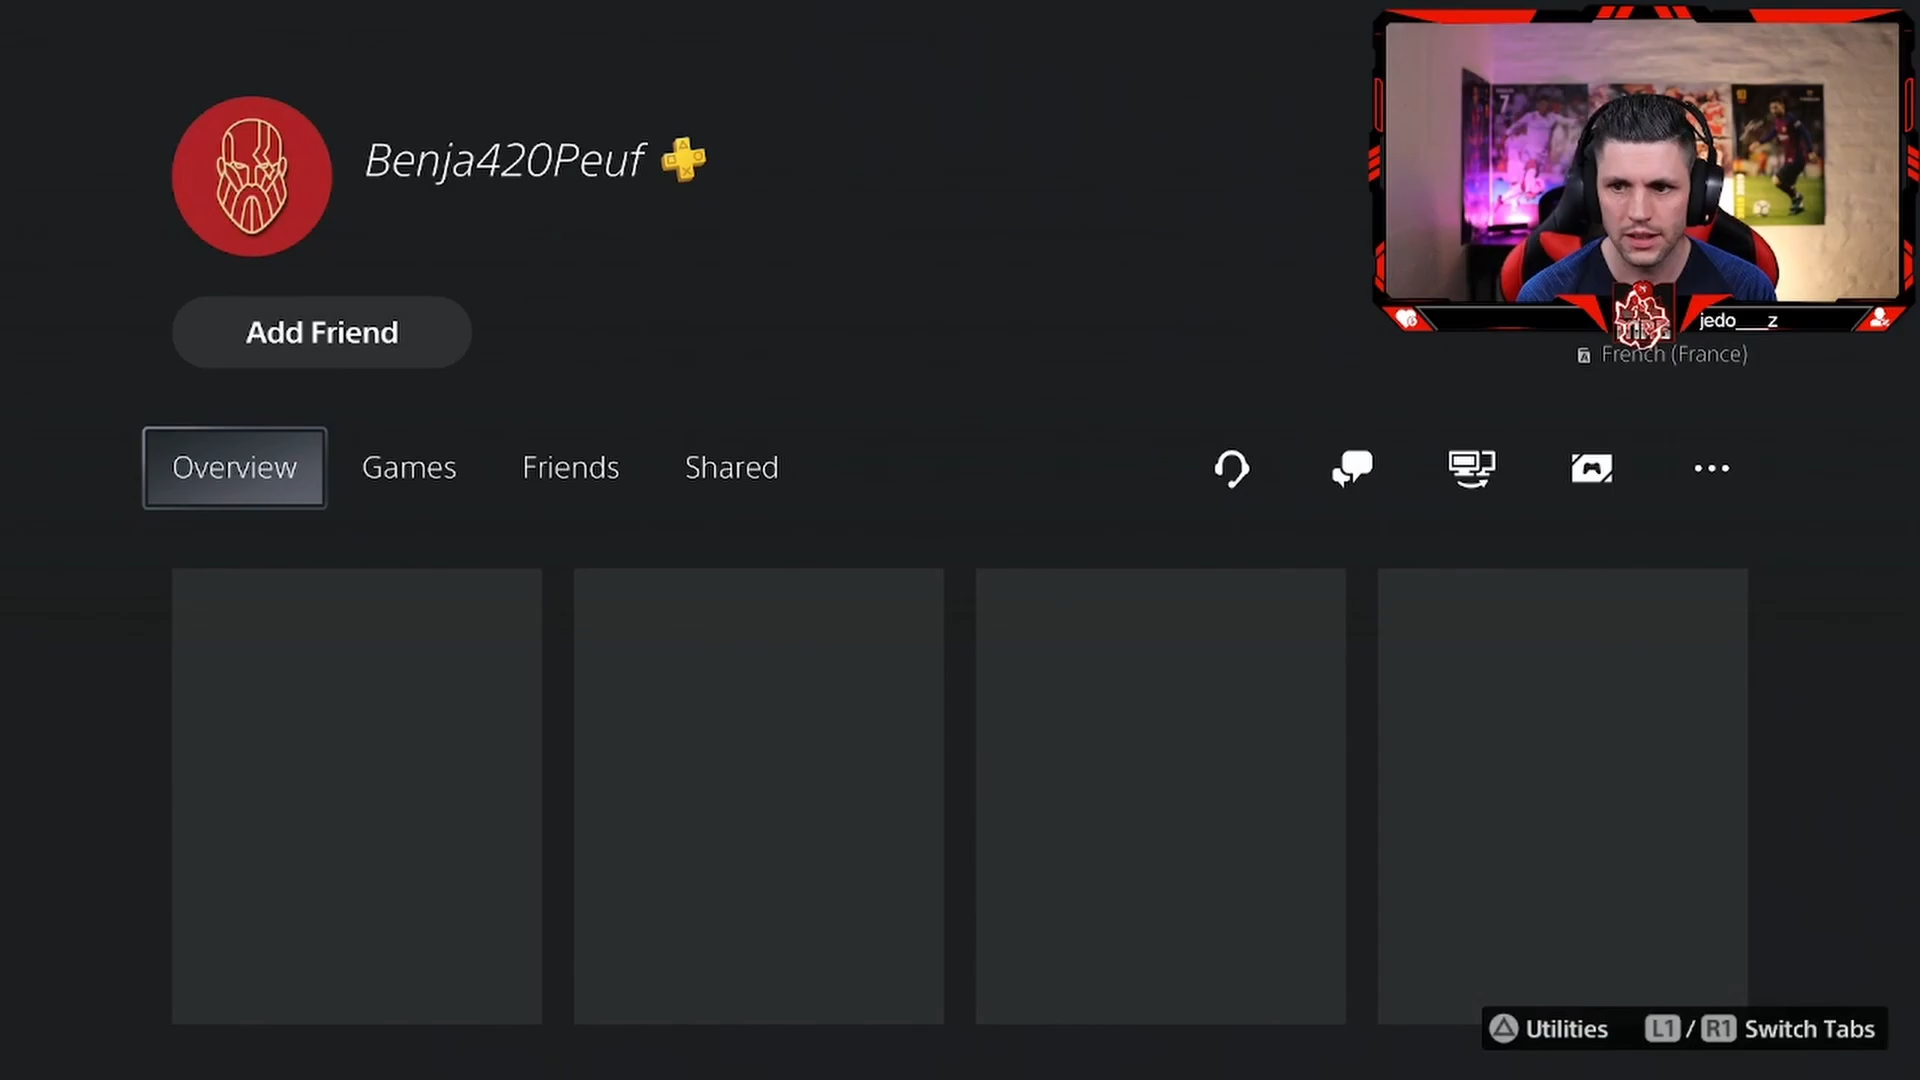 Benja420Peuf
Add Friend
jedo___z
French (France)
Overview
Games
Friends
Shared
Utilities
L1 / R1 Switch Tabs